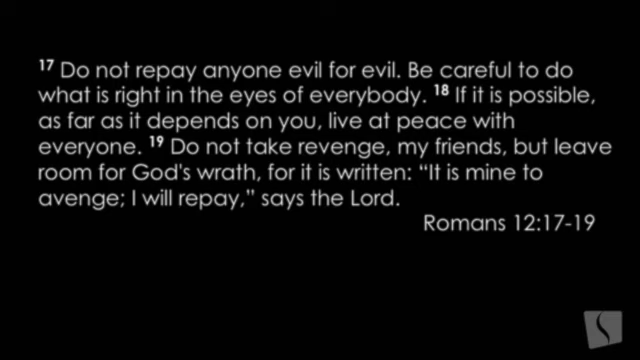 17 Do not repay anyone evil for evil. Be careful to do
what is right in the eyes of everybody. 18 If it is possible,
as far as it depends on you, live at peace with
everyone. 19 Do not take revenge, my friends, but leave
room for God's wrath, for it is written: “It is mine to
avenge; I will repay,” says the Lord.
Romans 12:17-19